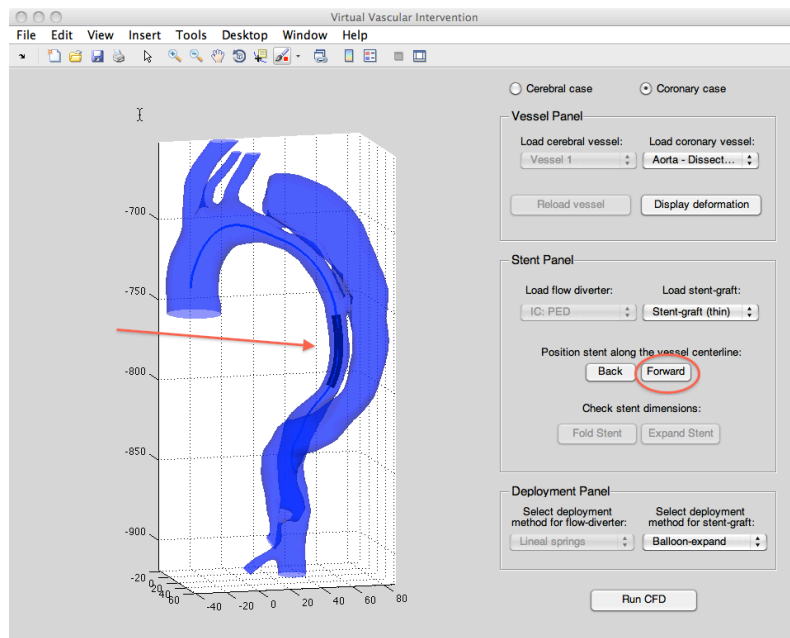 Virtual Vascular Intervention
File Edit View Insert Tools Desktop Window Help
Cerebral case Coronary case
Vessel Panel
Load cerebral vessel: Load coronary vessel:
Vessel 1 Aorta - Dissect...
Reload vessel Display deformation
Stent Panel
Load flow diverter: Load stent-graft:
IC: PED Stent-graft (thin)
Position stent along the vessel centerline:
Back Forward
Check stent dimensions:
Fold Stent Expand Stent
Deployment Panel
Select deployment Select deployment
method for flow-diverter: method for stent-graft:
Lineal springs Balloon-expand
Run CFD
-700
-750
-800
-850
-900
-20 0 20 40 60 -40 -20 0 20 40 60 80